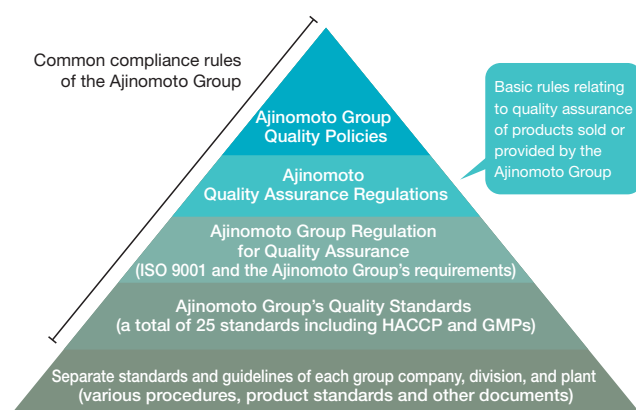 Common compliance rules
of the Ajinomoto Group
Ajinomoto Group
Quality Policies
Basic rules relating
to quality assurance
of products sold or
provided by the
Ajinomoto Group
Ajinomoto
Quality Assurance Regulations
Ajinomoto Group Regulation
for Quality Assurance
(ISO 9001 and the Ajinomoto Group's requirements)
Ajinomoto Group's Quality Standards
(a total of 25 standards including HACCP and GMPs)
Separate standards and guidelines of each group company, division, and plant
(various procedures, product standards and other documents)